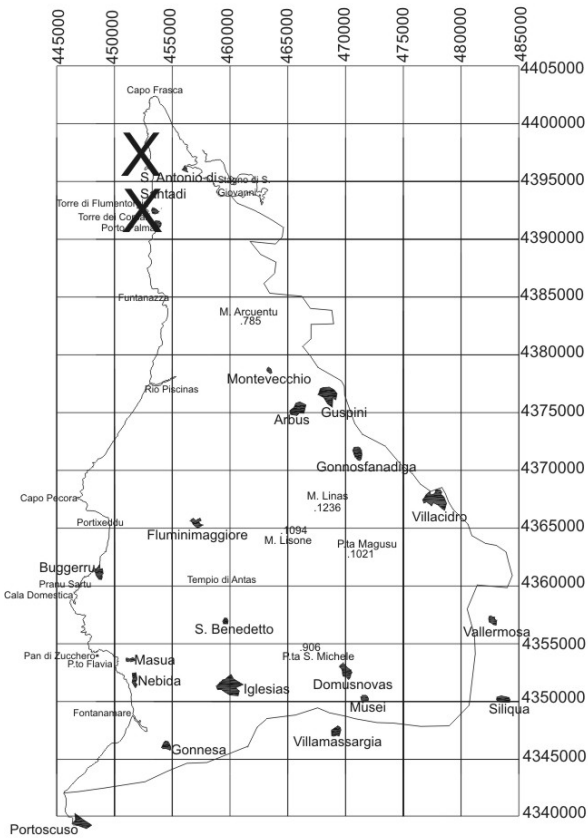 445000
450000
455000
460000
465000
470000
475000
480000
485000
4405000
Capo Frasca
4400000
X
S. Antonio di
Santadi
Stagno di S.
Giovanni
4395000
X
Torre di Flumentorgiu
Torre dei Corsari
Porto Palma
4390000
Funtanazza
4385000
M. Arcuentu
.785
4380000
Montevecchio
Rio Piscinas
Guspini
Arbus
4375000
Gonnosfanadiga
4370000
Capo Pecora
M. Linas
.1236
Villacidro
Portixeddu
Fluminimaggiore
.1094
M. Lisone
4365000
P.ta Magusu
.1021
Buggerru
Pranu Sartu
Cala Domestica
Tempio di Antas
4360000
S. Benedetto
Vallermosa
4355000
.906
P.ta S. Michele
Pan di Zucchero
P.to Flavia
Masua
Nebida
Iglesias
Domusnovas
Musei
Siliqua
4350000
Fontanamare
Gonnesa
Villamassargia
4345000
4340000
Portoscuso